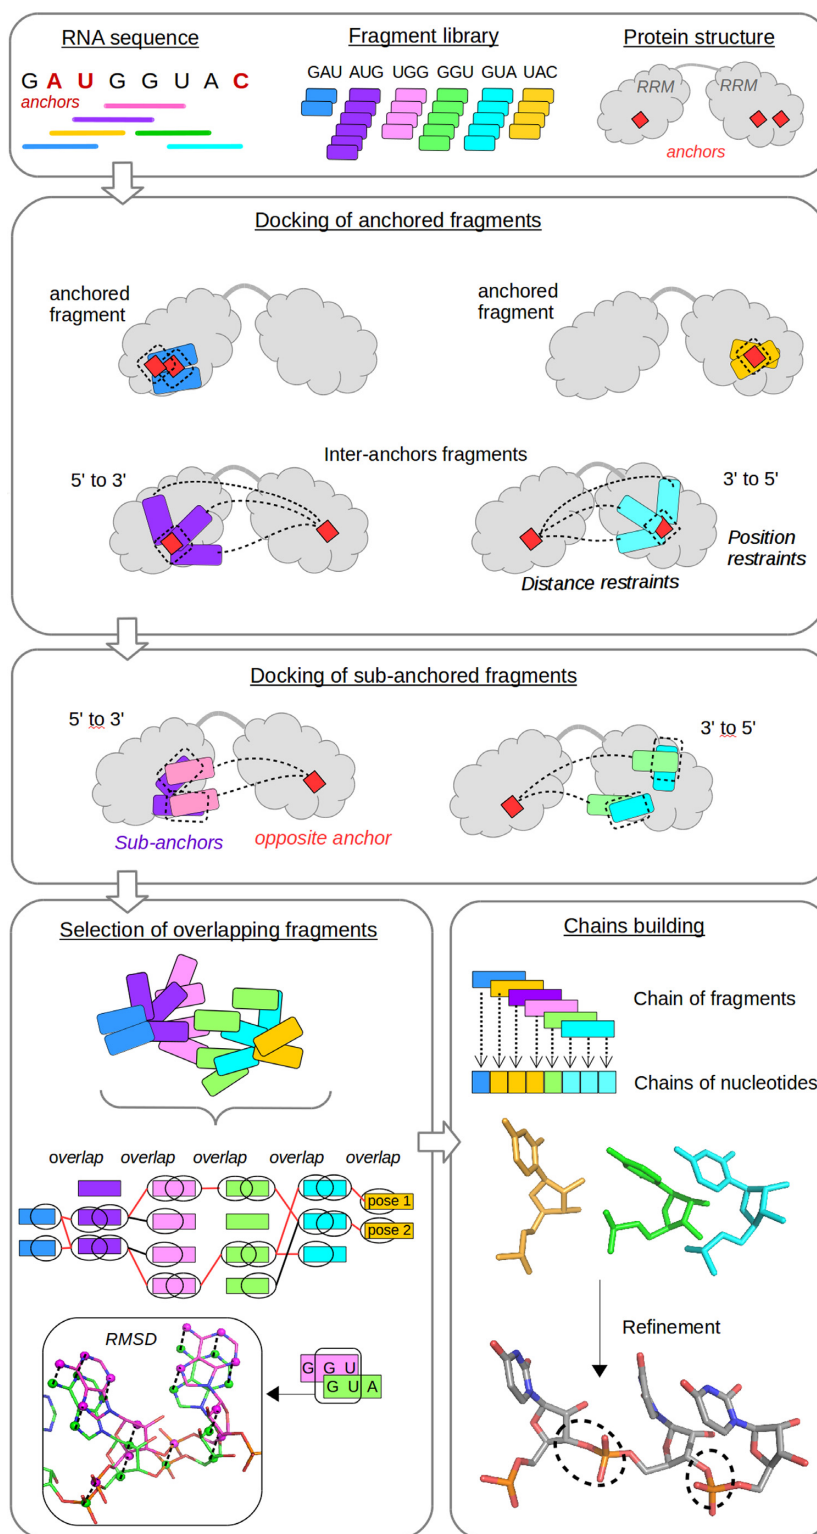 RNA sequence
Fragment library
Protein structure
G A U G G U A C
anchors
GAU AUG UGG GGU GUA UAC
RRM
RRM
anchors
Docking of anchored fragments
anchored
fragment
anchored
fragment
Inter-anchors fragments
5' to 3'
3' to 5'
Position
restraints
Distance restraints
Docking of sub-anchored fragments
5' to 3'
3' to 5'
Sub-anchors
opposite anchor
Selection of overlapping fragments
overlap overlap overlap overlap overlap
pose 1
pose 2
RMSD
G G U
G U A
Chains building
Chain of fragments
Chains of nucleotides
Refinement